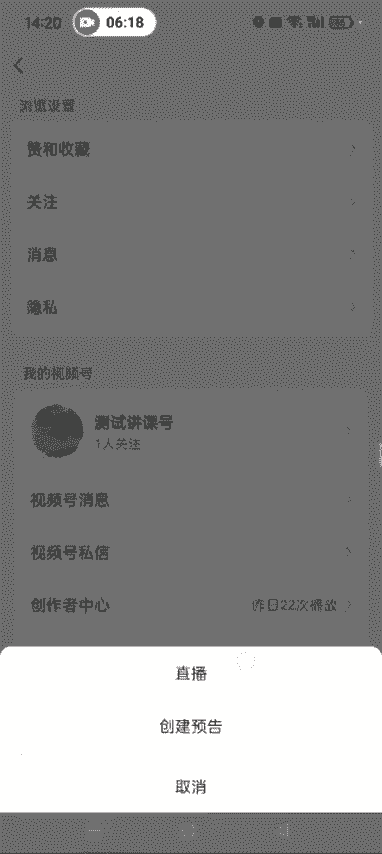 14:20
06:18
浏览设置
赞和收藏
关注
消息
隐私
我的视频号
测试讲课号
1人关注
视频号消息
视频号私信
创作者中心 昨日22次播放
直播
创建预告
取消